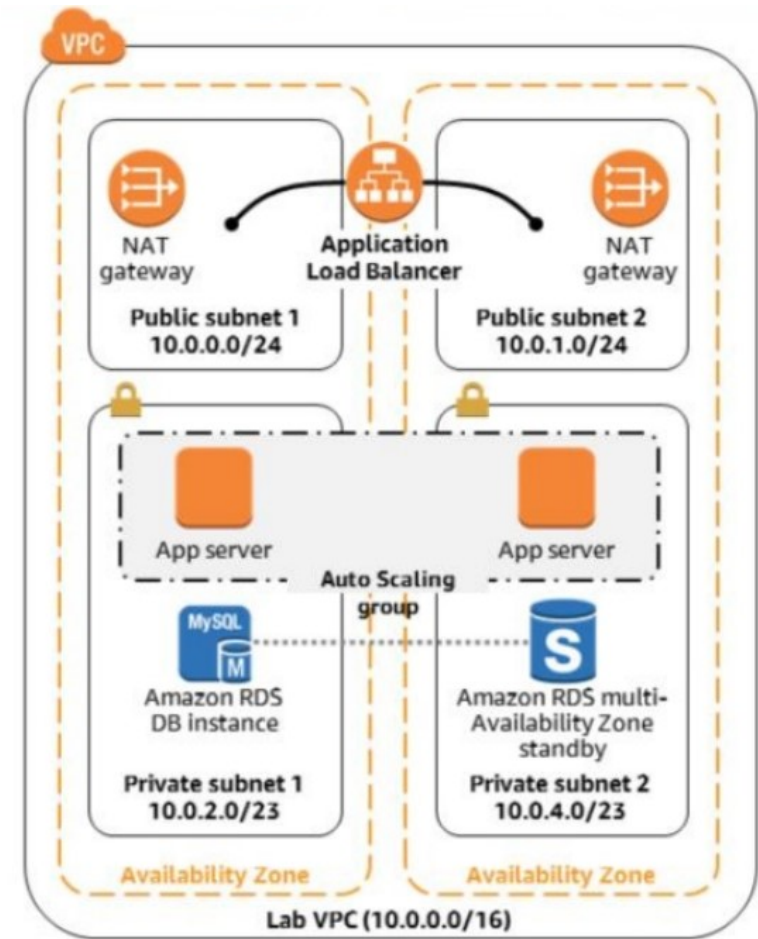 VPC
NAT
gateway
Application
Load Balancer
NAT
gateway
Public subnet 1
10.0.0.0/24
Public subnet 2
10.0.1.0/24
App server
App server
Auto Scaling
group
MySQL
M
Amazon RDS
DB instance
S
Amazon RDS multi-
Availability Zone
standby
Private subnet 1
10.0.2.0/23
Private subnet 2
10.0.4.0/23
Availability Zone
Availability Zone
Lab VPC (10.0.0.0/16)